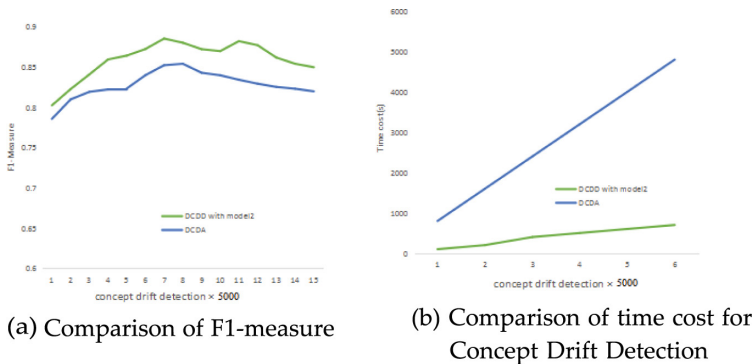 0.9
0.85
0.8
0.75
0.7
0.65
0.6
F1-Measure
DCDD with model2
DCDA
1 2 3 4 5 6 7 8 9 10 11 12 13 14 15
concept drift detection × 5000
(a) Comparison of F1-measure
6000
5000
4000
3000
2000
1000
0
Time cost(s)
DCDD with model2
DCDA
1 2 3 4 5 6
concept drift detection × 5000
(b) Comparison of time cost for
Concept Drift Detection